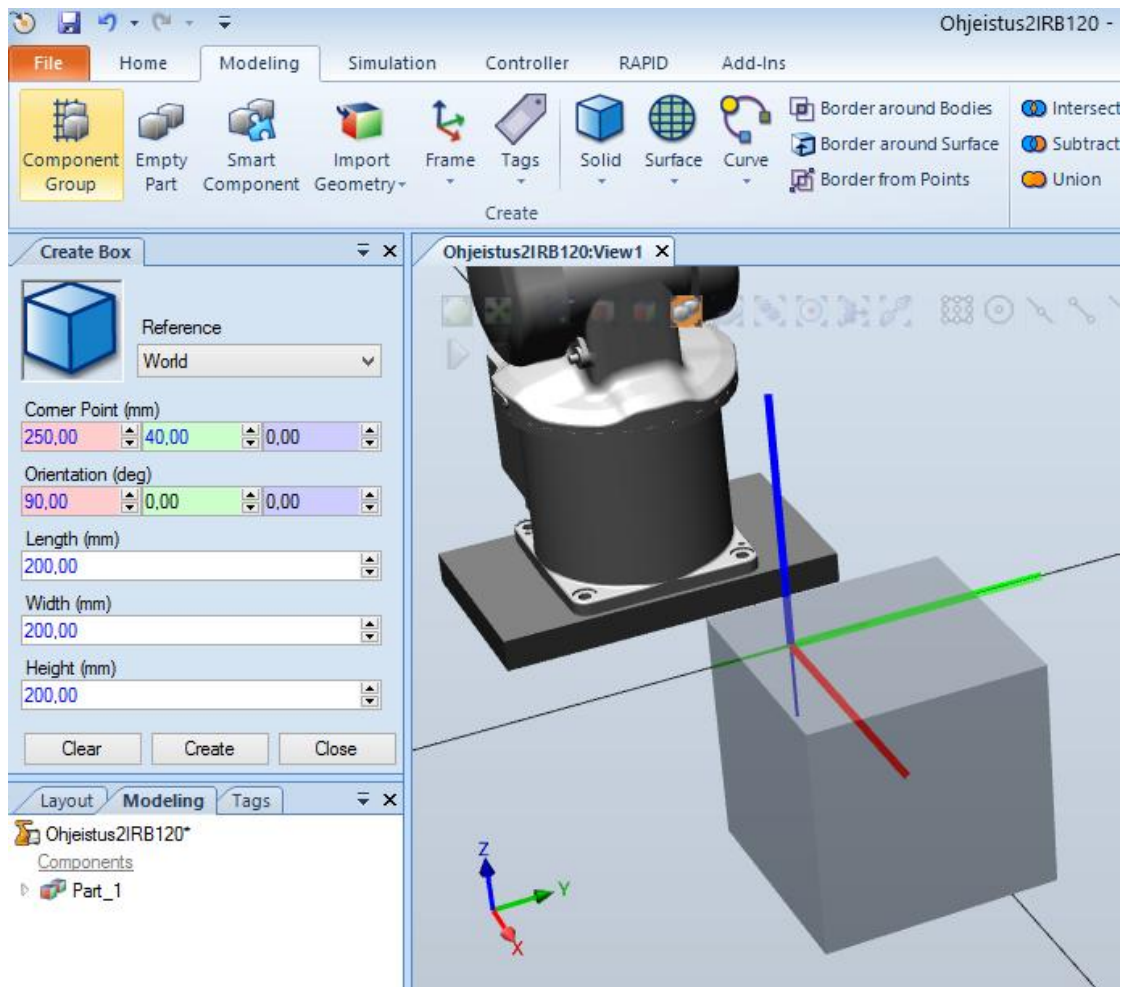 Ohjeistus2IRB120 -
File Home Modeling Simulation Controller RAPID Add-Ins
Component Group
Empty Part
Smart Component
Import Geometry
Frame
Tags
Solid
Surface
Curve
Border around Bodies
Border around Surface
Border from Points
Intersect
Subtract
Union
Create
Create Box
Reference
World
Corner Point (mm)
250,00 40,00 0,00
Orientation (deg)
90,00 0,00 0,00
Length (mm)
200,00
Width (mm)
200,00
Height (mm)
200,00
Clear Create Close
Layout Modeling Tags
Ohjeistus2IRB120*
Components
Part_1
Ohjeistus2IRB120:View1
Z
Y
X